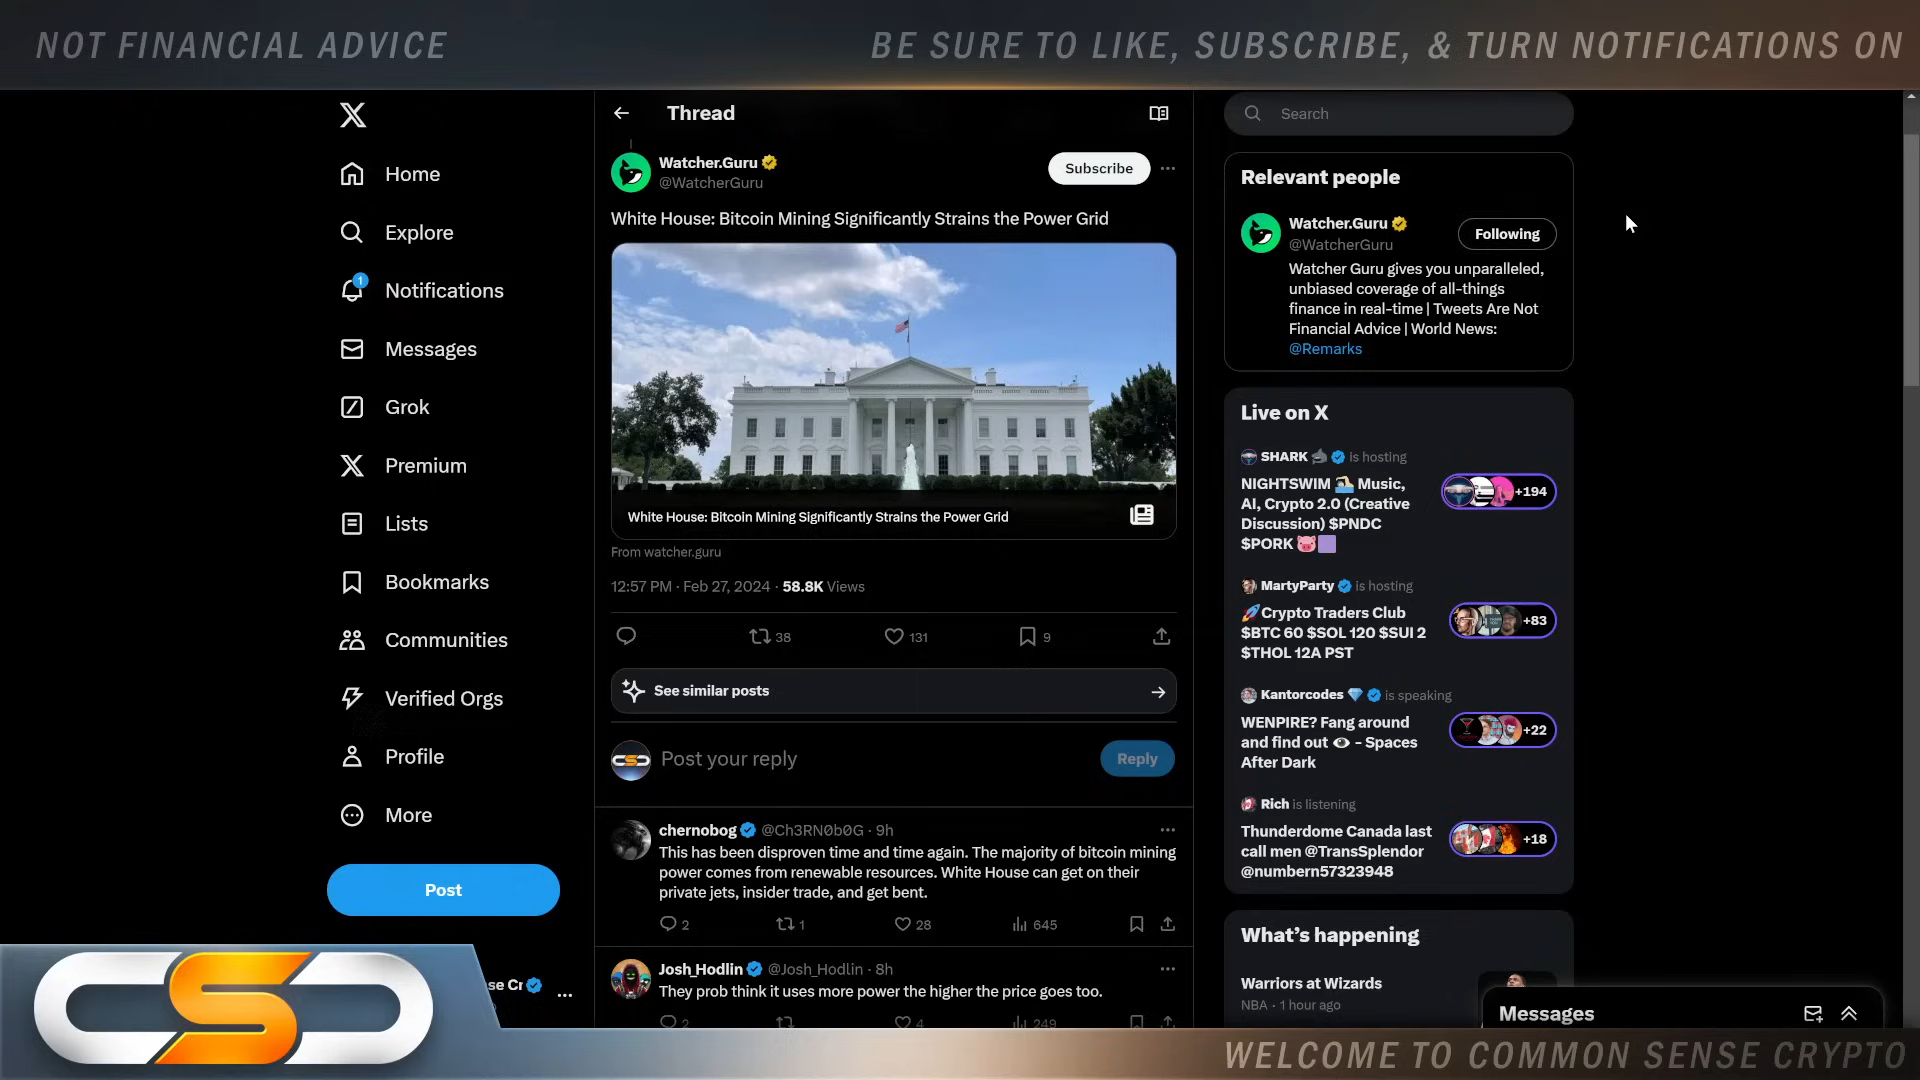 NOT FINANCIAL ADVICE
BE SURE TO LIKE, SUBSCRIBE, & TURN NOTIFICATIONS ON
Home
Explore
1
Notifications
Messages
Grok
Premium
Lists
Bookmarks
Communities
Verified Orgs
Profile
More
Post
se Cr
Thread
Watcher.Guru
@WatcherGuru
Subscribe
White House: Bitcoin Mining Significantly Strains the Power Grid
White House: Bitcoin Mining Significantly Strains the Power Grid
From watcher.guru
12:57 PM · Feb 27, 2024 · 58.8K Views
38
131
9
See similar posts
Post your reply
Reply
chernobog @Ch3RN0b0G · 9h
This has been disproven time and time again. The majority of bitcoin mining
power comes from renewable resources. White House can get on their
private jets, insider trade, and get bent.
2
1
28
645
Josh_Hodlin @Josh_Hodlin · 8h
They prob think it uses more power the higher the price goes too.
2
4
249
Search
Relevant people
Watcher.Guru
@WatcherGuru
Following
Watcher Guru gives you unparalleled,
unbiased coverage of all-things
finance in real-time | Tweets Are Not
Financial Advice | World News:
@Remarks
Live on X
SHARK is hosting
NIGHTSWIM Music,
AI, Crypto 2.0 (Creative
Discussion) $PNDC
$PORK
+194
MartyParty is hosting
Crypto Traders Club
$BTC 60 $SOL 120 $SUI 2
$THOL 12A PST
+83
Kantorcodes is speaking
WENPIRE? Fang around
and find out - Spaces
After Dark
+22
Rich is listening
Thunderdome Canada last
call men @TransSplendor
@numbern57323948
+18
What's happening
Warriors at Wizards
NBA · 1 hour ago
Messages
CSC
WELCOME TO COMMON SENSE CRYPTO